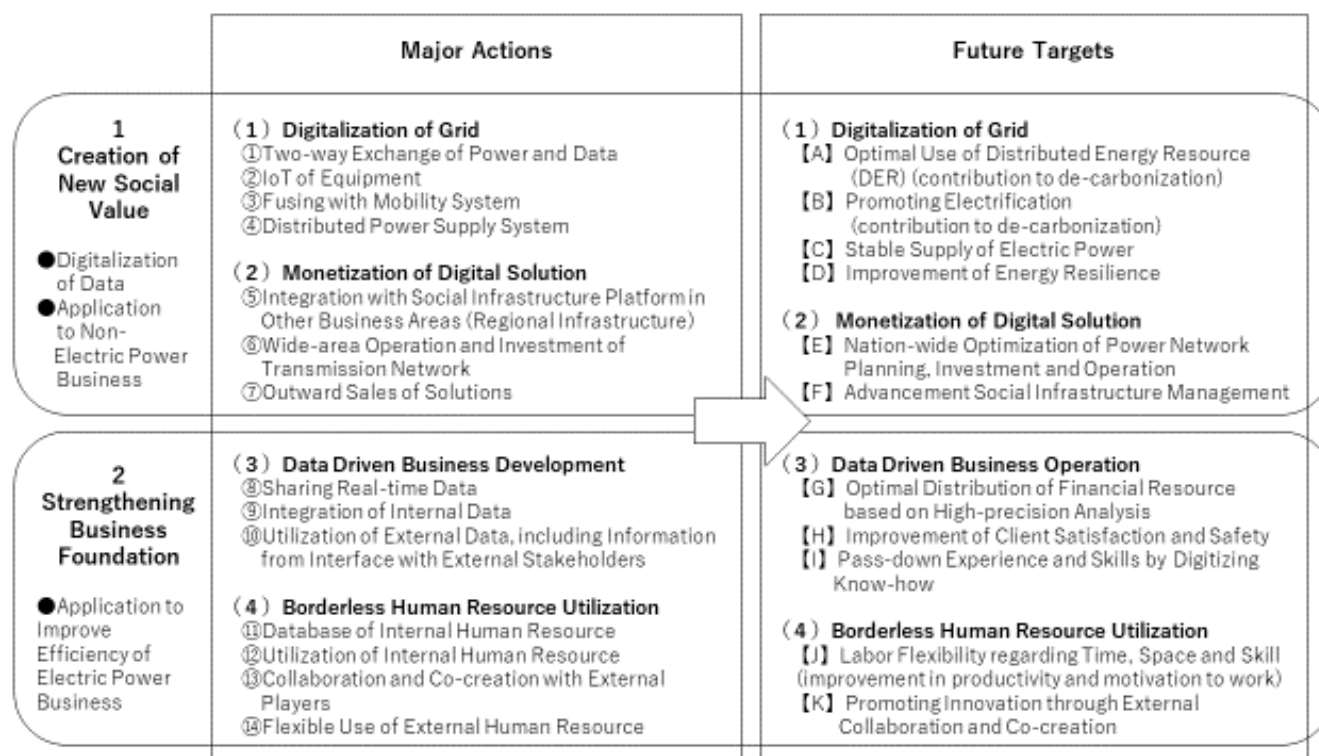 Major Actions
Future Targets
1
Creation of
New Social
Value
●Digitalization
of Data
●Application
to Non-
Electric Power
Business
（1）Digitalization of Grid
①Two-way Exchange of Power and Data
②IoT of Equipment
③Fusing with Mobility System
④Distributed Power Supply System
（2）Monetization of Digital Solution
⑤Integration with Social Infrastructure Platform in
Other Business Areas (Regional Infrastructure)
⑥Wide-area Operation and Investment of
Transmission Network
⑦Outward Sales of Solutions
（1）Digitalization of Grid
【A】Optimal Use of Distributed Energy Resource
(DER) (contribution to de-carbonization)
【B】Promoting Electrification
(contribution to de-carbonization)
【C】Stable Supply of Electric Power
【D】Improvement of Energy Resilience
（2）Monetization of Digital Solution
【E】Nation-wide Optimization of Power Network
Planning, Investment and Operation
【F】Advancement Social Infrastructure Management
2
Strengthening
Business
Foundation
●Application to
Improve
Efficiency of
Electric Power
Business
（3）Data Driven Business Development
⑧Sharing Real-time Data
⑨Integration of Internal Data
⑩Utilization of External Data, including Information
from Interface with External Stakeholders
（4）Borderless Human Resource Utilization
⑪Database of Internal Human Resource
⑫Utilization of Internal Human Resource
⑬Collaboration and Co-creation with External
Players
⑭Flexible Use of External Human Resource
（3）Data Driven Business Operation
【G】Optimal Distribution of Financial Resource
based on High-precision Analysis
【H】Improvement of Client Satisfaction and Safety
【I】Pass-down Experience and Skills by Digitizing
Know-how
（4）Borderless Human Resource Utilization
【J】Labor Flexibility regarding Time, Space and Skill
(improvement in productivity and motivation to work)
【K】Promoting Innovation through External
Collaboration and Co-creation